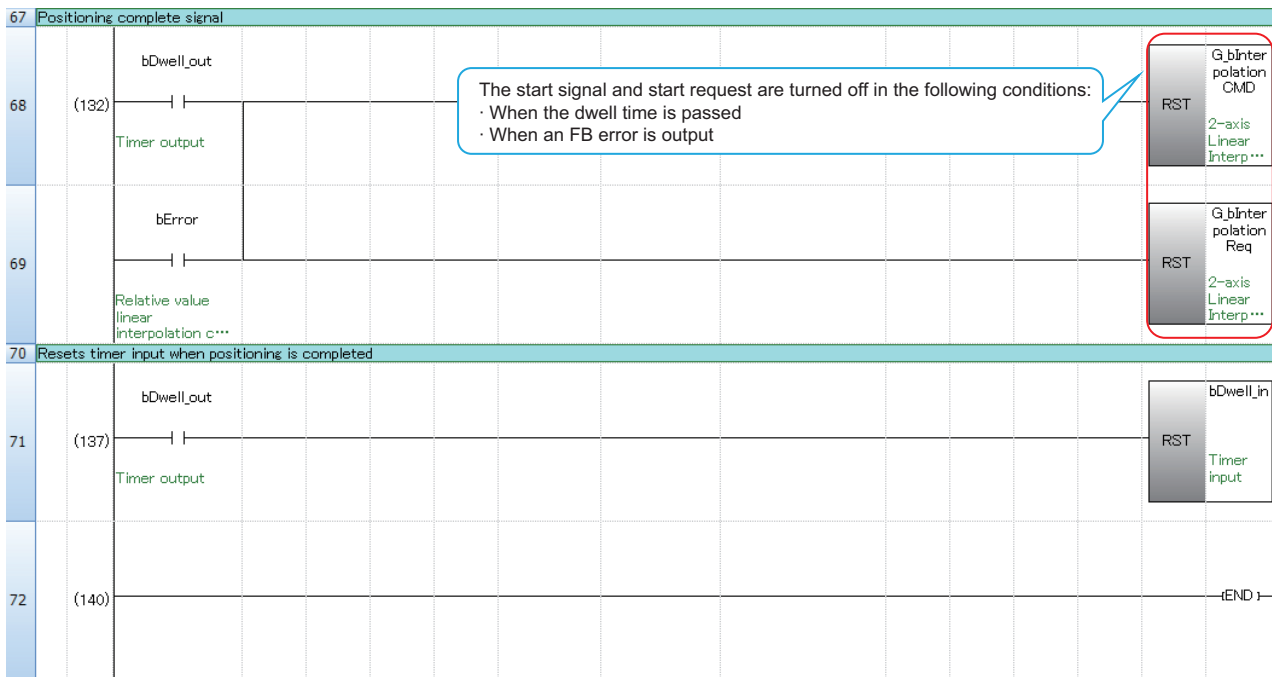 67 Positioning complete signal
bDwell_out
68 (132)
Timer output
The start signal and start request are turned off in the following conditions:
· When the dwell time is passed
· When an FB error is output
RST
G_bInter
polation
CMD
2-axis
Linear
Interp…
bError
69
Relative value
linear
interpolation c…
RST
G_bInter
polation
Req
2-axis
Linear
Interp…
70 Resets timer input when positioning is completed
bDwell_out
71 (137)
Timer output
RST
bDwell_in
Timer
input
72 (140)
END